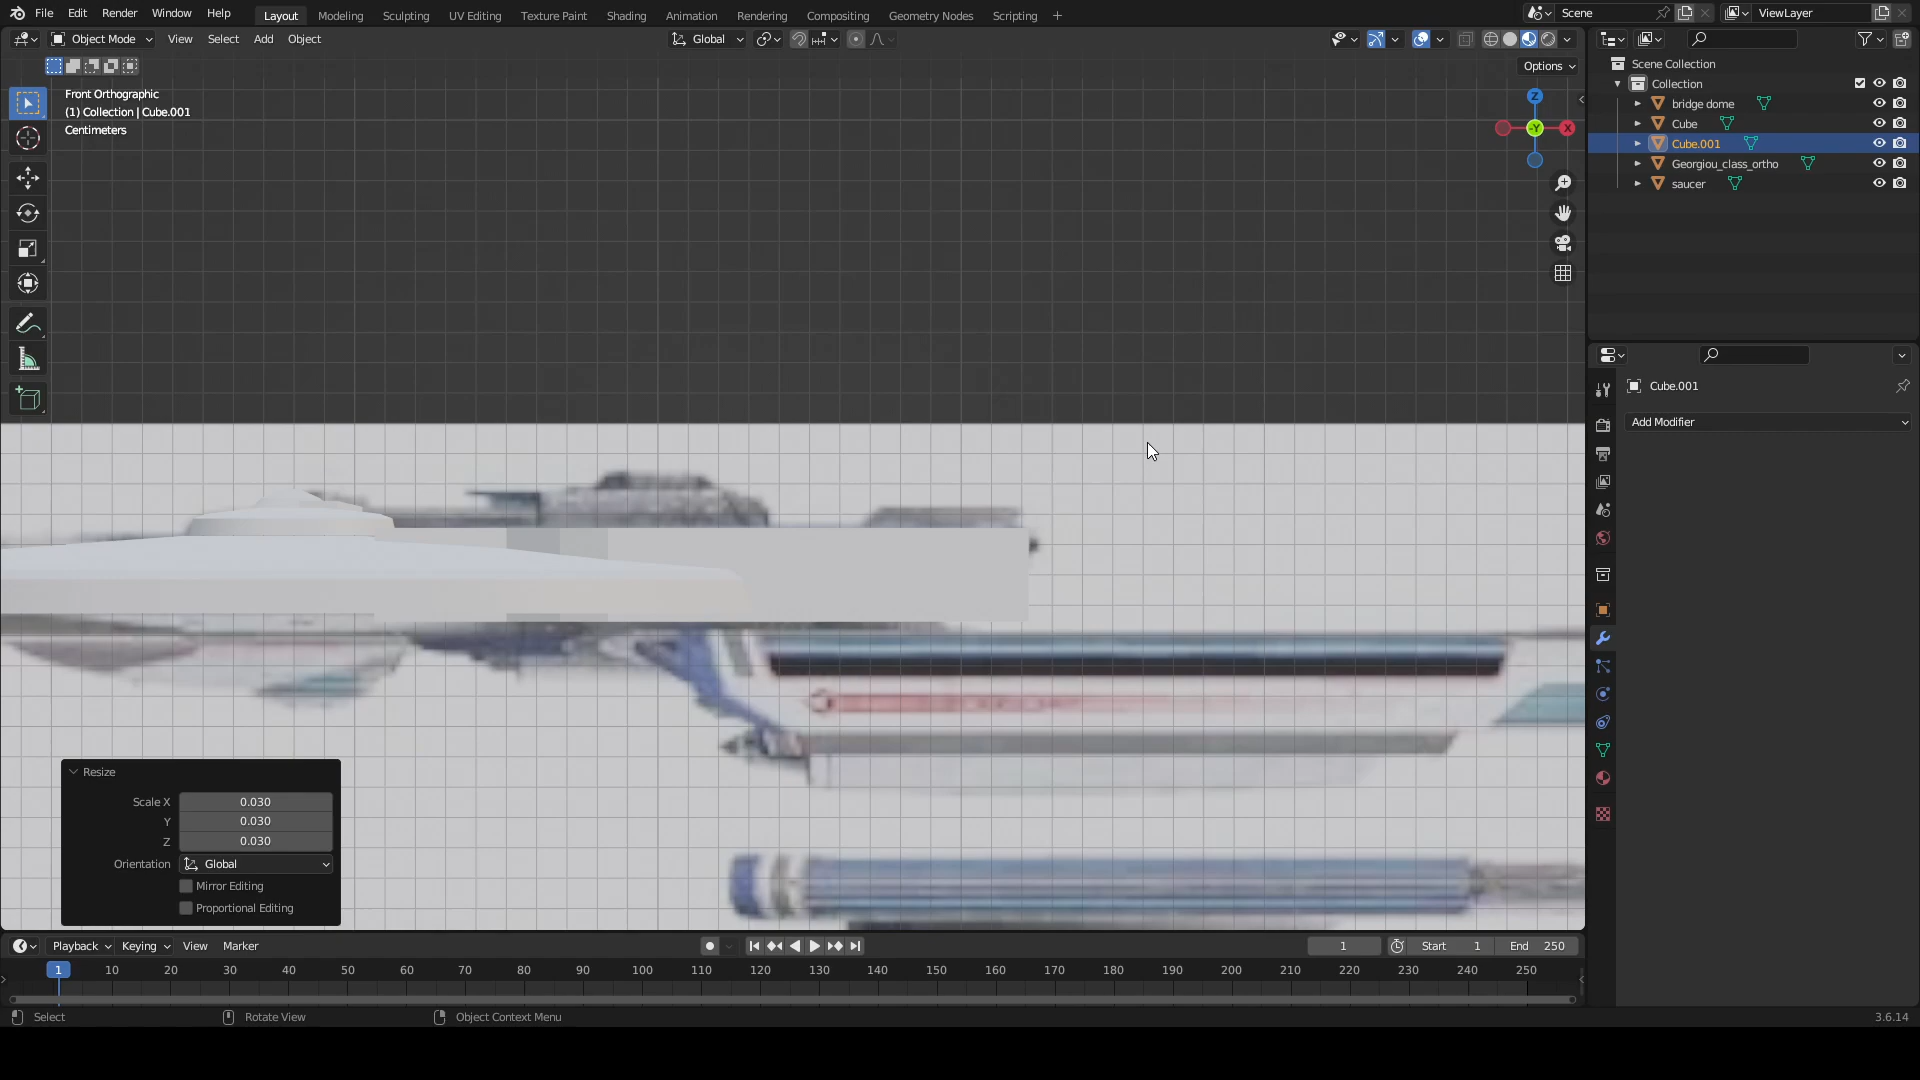 File Edit Render Window Help Layout Modeling Sculpting UV Editing Texture Paint Shading Animation Rendering Compositing Geometry Nodes Scripting + Scene ViewLayer
Object Mode View Select Add Object Global
Options
Front Orthographic
(1) Collection | Cube.001
Centimeters
Z
-Y
X
Scene Collection
Collection
bridge dome
Cube
Cube.001
Georgiou_class_ortho
saucer
Cube.001
Add Modifier
Resize
Scale X 0.030
Y 0.030
Z 0.030
Orientation Global
Mirror Editing
Proportional Editing
Playback Keying View Marker 1 Start 1 End 250
1 10 20 30 40 50 60 70 80 90 100 110 120 130 140 150 160 170 180 190 200 210 220 230 240 250
Select Rotate View Object Context Menu 3.6.14